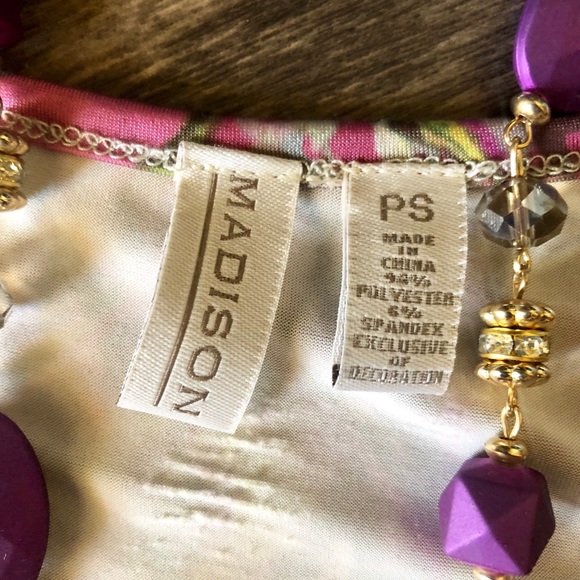 MADISON
PS
MADE
IN
CHINA
94%
POLYESTER
6%
SPANDEX
EXCLUSIVE
OF
DECORATION